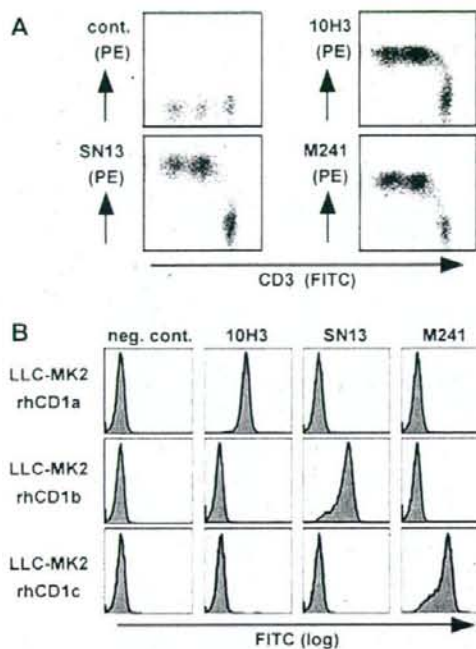 A
cont.
(PE)
10H3
(PE)
SN13
(PE)
M241
(PE)
CD3 (FITC)
B
neg. cont. 10H3 SN13 M241
LLC-MK2
rhCD1a
LLC-MK2
rhCD1b
LLC-MK2
rhCD1c
FITC (log)